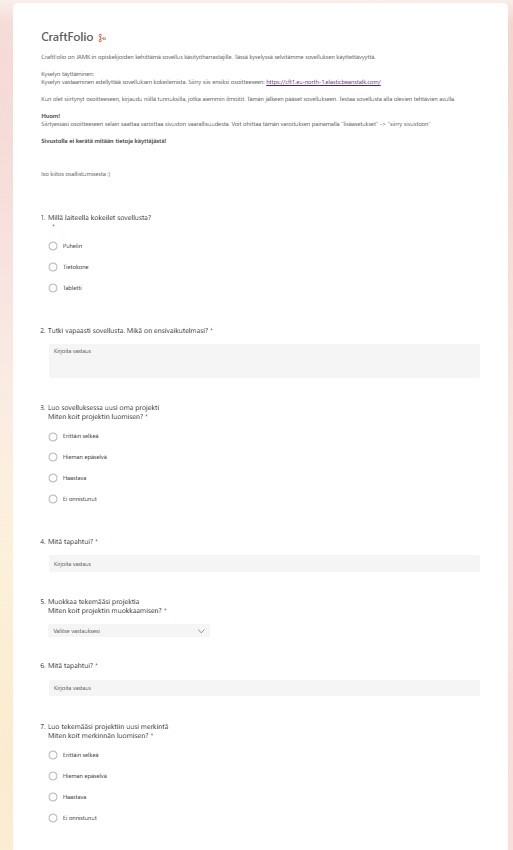 CraftFolio
CraftFolio on JAMK:n opiskelijoiden kehittämä sovellus käsityöharrastajille. Tässä kyselyssä selvitämme sovelluksen käytettävyyttä.
Kyselyn täyttäminen:
Kyselyn vastaaminen edellyttää sovelluksen kokeilemista. Siirry siis ensiksi osoitteeseen: https://cft1.eu-north-1.elasticbeanstalk.com/
Kun olet siirtynyt osoitteeseen, kirjaudu niillä tunnuksilla, jotka aiemmin ilmoitit. Tämän jälkeen pääset sovellukseen. Testaa sovellusta alla olevien tehtävien avulla.
Huom!
Siirtyessäsi osoitteeseen selain saattaa varoittaa sivuston vaarallisuudesta. Voit ohittaa tämän varoituksen painamalla "lisäasetukset" -> "siirry sivustoon"
Sivustolla ei kerätä mitään tietoja käyttäjästä!
Iso kiitos osallistumisesta :)
1. Millä laiteella kokeilet sovellusta?
*
Puhelin
Tietokone
Tabletti
2. Tutki vapaasti sovellusta. Mikä on ensivaikutelmasi? *
Kirjoita vastaus
3. Luo sovelluksessa uusi oma projekti
Miten koit projektin luomisen? *
Erittäin selkeä
Hieman epäselvä
Haastava
Ei onnistunut
4. Mitä tapahtui? *
Kirjoita vastaus
5. Muokkaa tekemääsi projektia
Miten koit projektin muokkaamisen? *
Valitse vastauksesi
6. Mitä tapahtui? *
Kirjoita vastaus
7. Luo tekemääsi projektiin uusi merkintä
Miten koit merkinnän luomisen? *
Erittäin selkeä
Hieman epäselvä
Haastava
Ei onnistunut